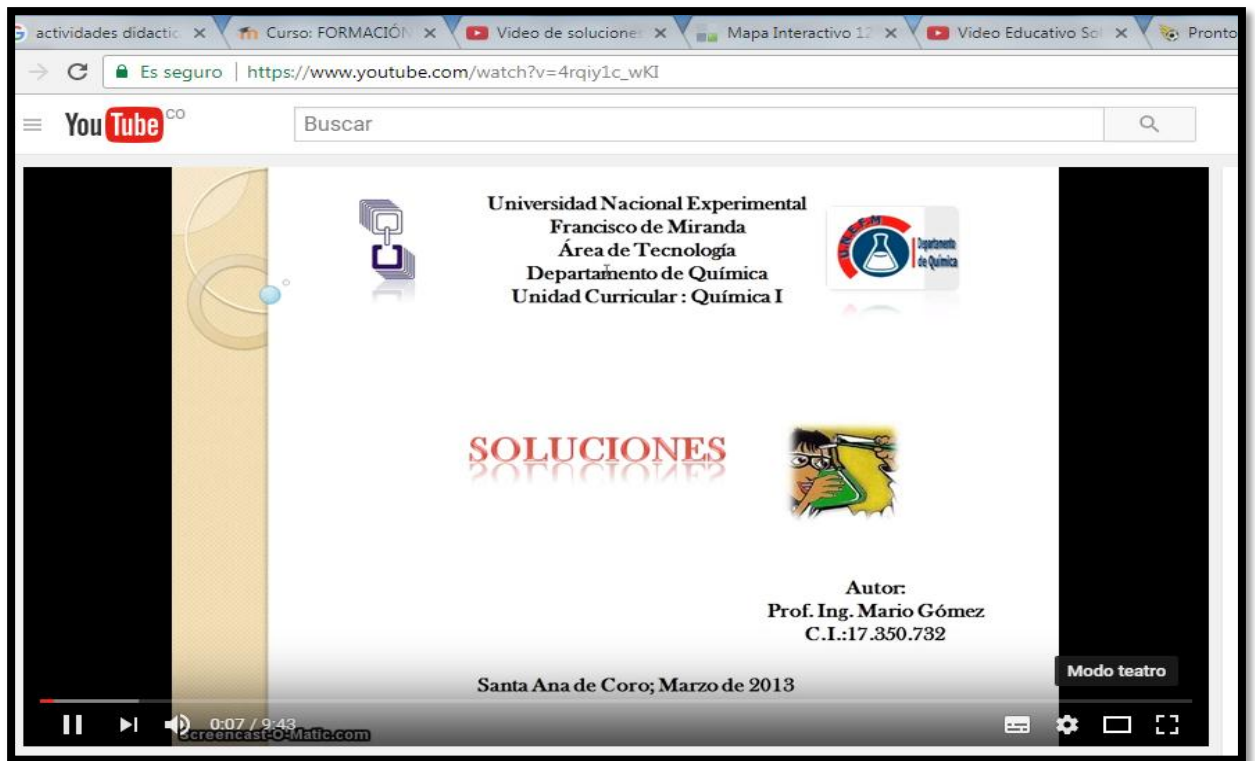 actividades didactic
Curso: FORMACIÓN
Video de solucione
Mapa Interactivo 12
Video Educativo Sol
Pronto
Es seguro | https://www.youtube.com/watch?v=4rqiy1c_wKI
YouTube CO
Buscar
Universidad Nacional Experimental
Francisco de Miranda
Área de Tecnología
Departamento de Química
Unidad Curricular : Química I
UNEFM
Departamento
de Química
SOLUCIONES
Autor:
Prof. Ing. Mario Gómez
C.I.:17.350.732
Modo teatro
Santa Ana de Coro; Marzo de 2013
0:07 / 9:43
Screencast-O-Matic.com